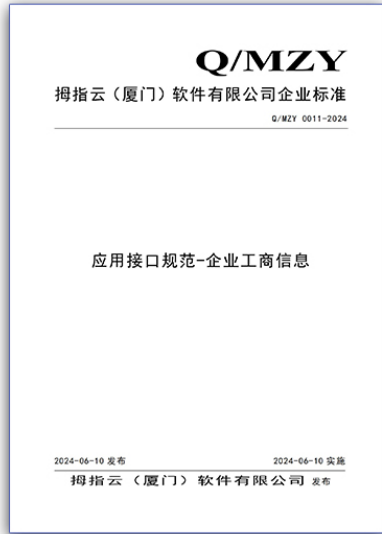 Q/MZY
拇指云（厦门）软件有限公司企业标准
Q/MZY 0011-2024
应用接口规范-企业工商信息
2024-06-10 发布
2024-06-10 实施
拇指云（厦门）软件有限公司 发布